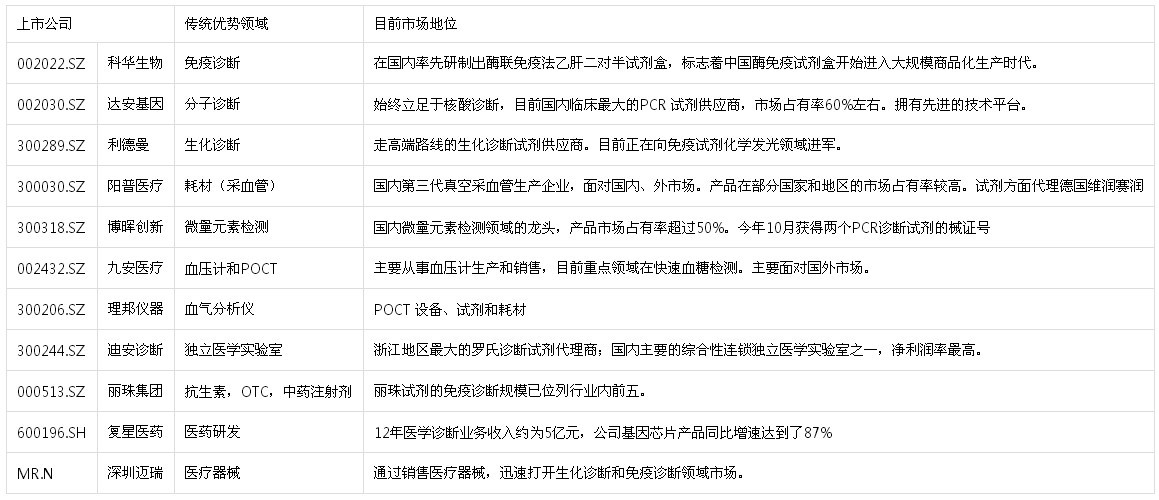 上市公司 传统优势领域 目前市场地位
002022.SZ 科华生物 免疫诊断 在国内率先研制出酶联免疫法乙肝二对半试剂盒，标志着中国酶免疫试剂盒开始进入大规模商品化生产时代。
002030.SZ 达安基因 分子诊断 始终立足于核酸诊断，目前国内临床最大的PCR 试剂供应商，市场占有率60%左右。拥有先进的技术平台。
300289.SZ 利德曼 生化诊断 走高端路线的生化诊断试剂供应商。目前正在向免疫试剂化学发光领域进军。
300030.SZ 阳普医疗 耗材（采血管） 国内第三代真空采血管生产企业，面对国内、外市场。产品在部分国家和地区的市场占有率较高。试剂方面代理德国维润赛润
300318.SZ 博晖创新 微量元素检测 国内微量元素检测领域的龙头，产品市场占有率超过50%。今年10月获得两个PCR诊断试剂的械证号
002432.SZ 九安医疗 血压计和POCT 主要从事血压计生产和销售，目前重点领域在快速血糖检测。主要面对国外市场。
300206.SZ 理邦仪器 血气分析仪 POCT 设备、试剂和耗材
300244.SZ 迪安诊断 独立医学实验室 浙江地区最大的罗氏诊断试剂代理商；国内主要的综合性连锁独立医学实验室之一，净利润率最高。
000513.SZ 丽珠集团 抗生素，OTC，中药注射剂 丽珠试剂的免疫诊断规模已位列行业内前五。
600196.SH 复星医药 医药研发 12年医学诊断业务收入约为5亿元，公司基因芯片产品同比增速达到了87%
MR.N 深圳迈瑞 医疗器械 通过销售医疗器械，迅速打开生化诊断和免疫诊断领域市场。